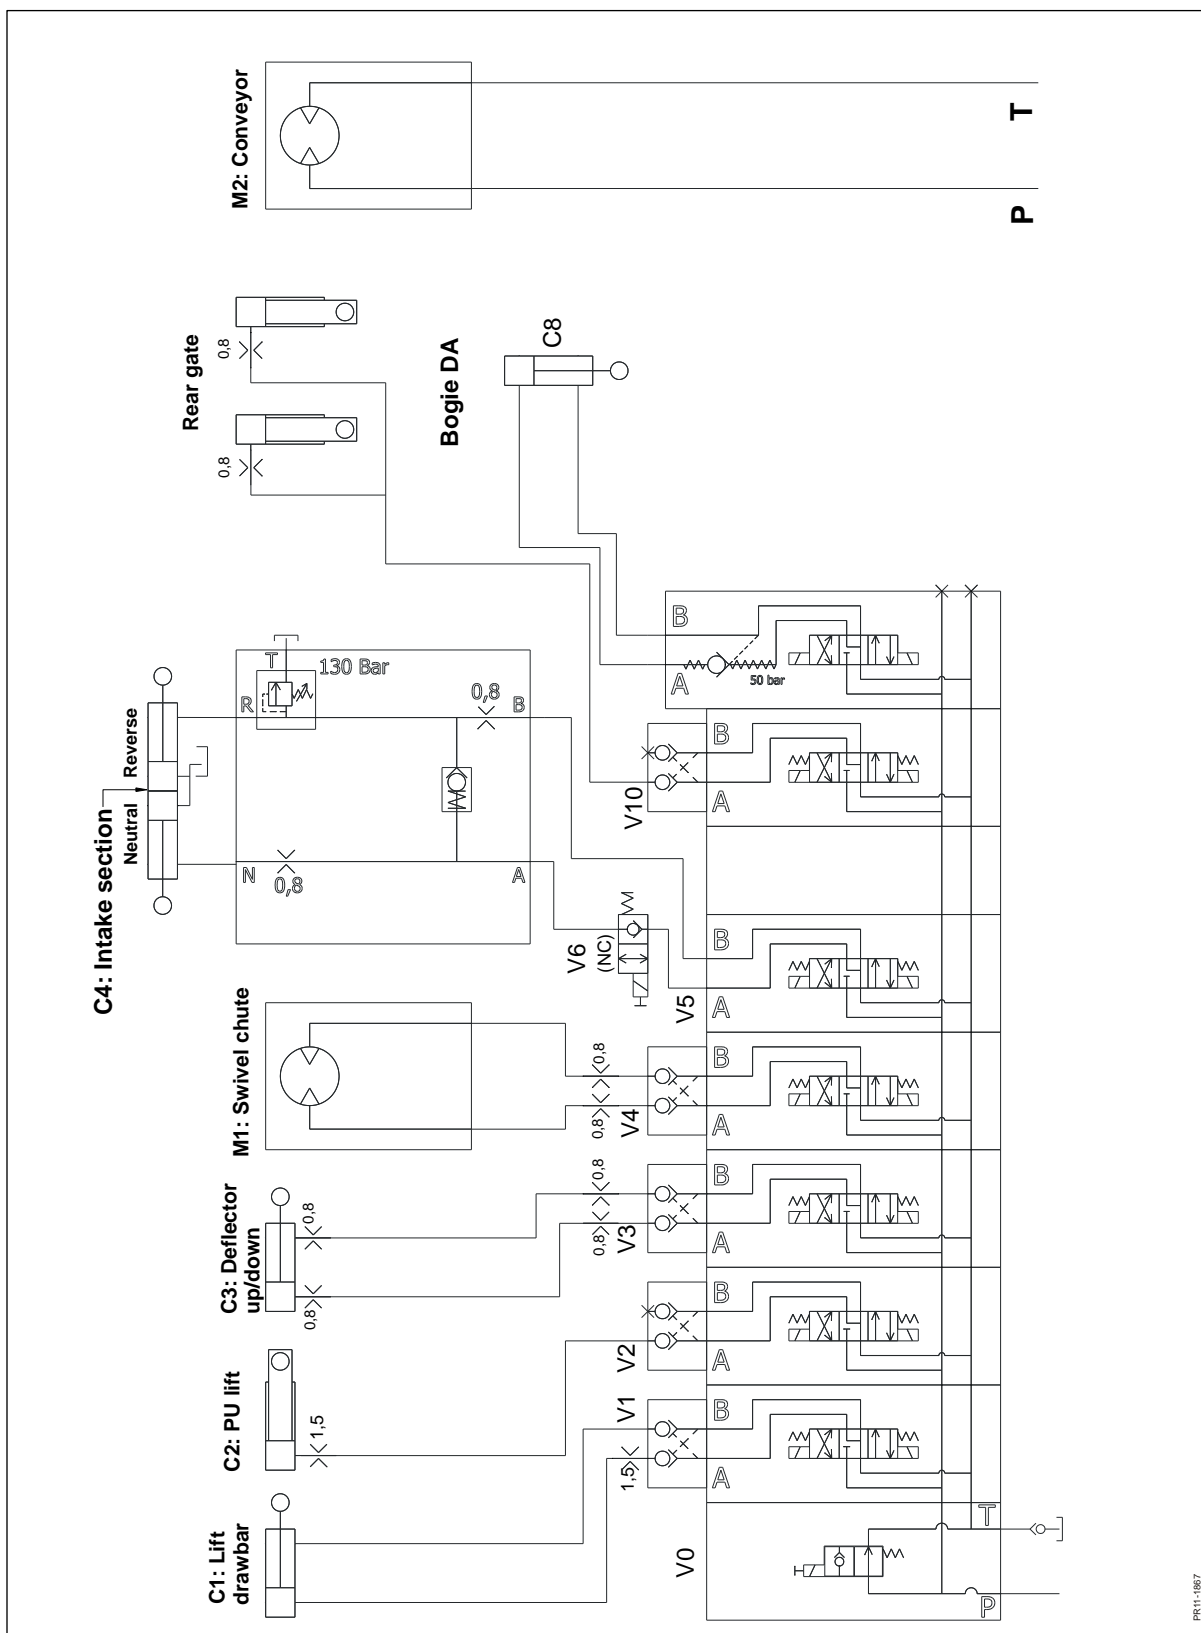 M2: Conveyor
T
P
Rear gate
0,8
0,8
Bogie DA
C8
C4: Intake section
Neutral
Reverse
R
T
130 Bar
0,8
B
N
0,8
A
V6
(NC)
V5
M1: Swivel chute
0,8
0,8
V4
C3: Deflector
up/down
0,8
0,8
0,8
0,8
V3
C2: PU lift
1,5
V2
C1: Lift
drawbar
1,5
V1
V10
A
B
50 bar
A
B
A
B
A
B
A
B
A
B
A
B
V0
T
P
PR11-1867